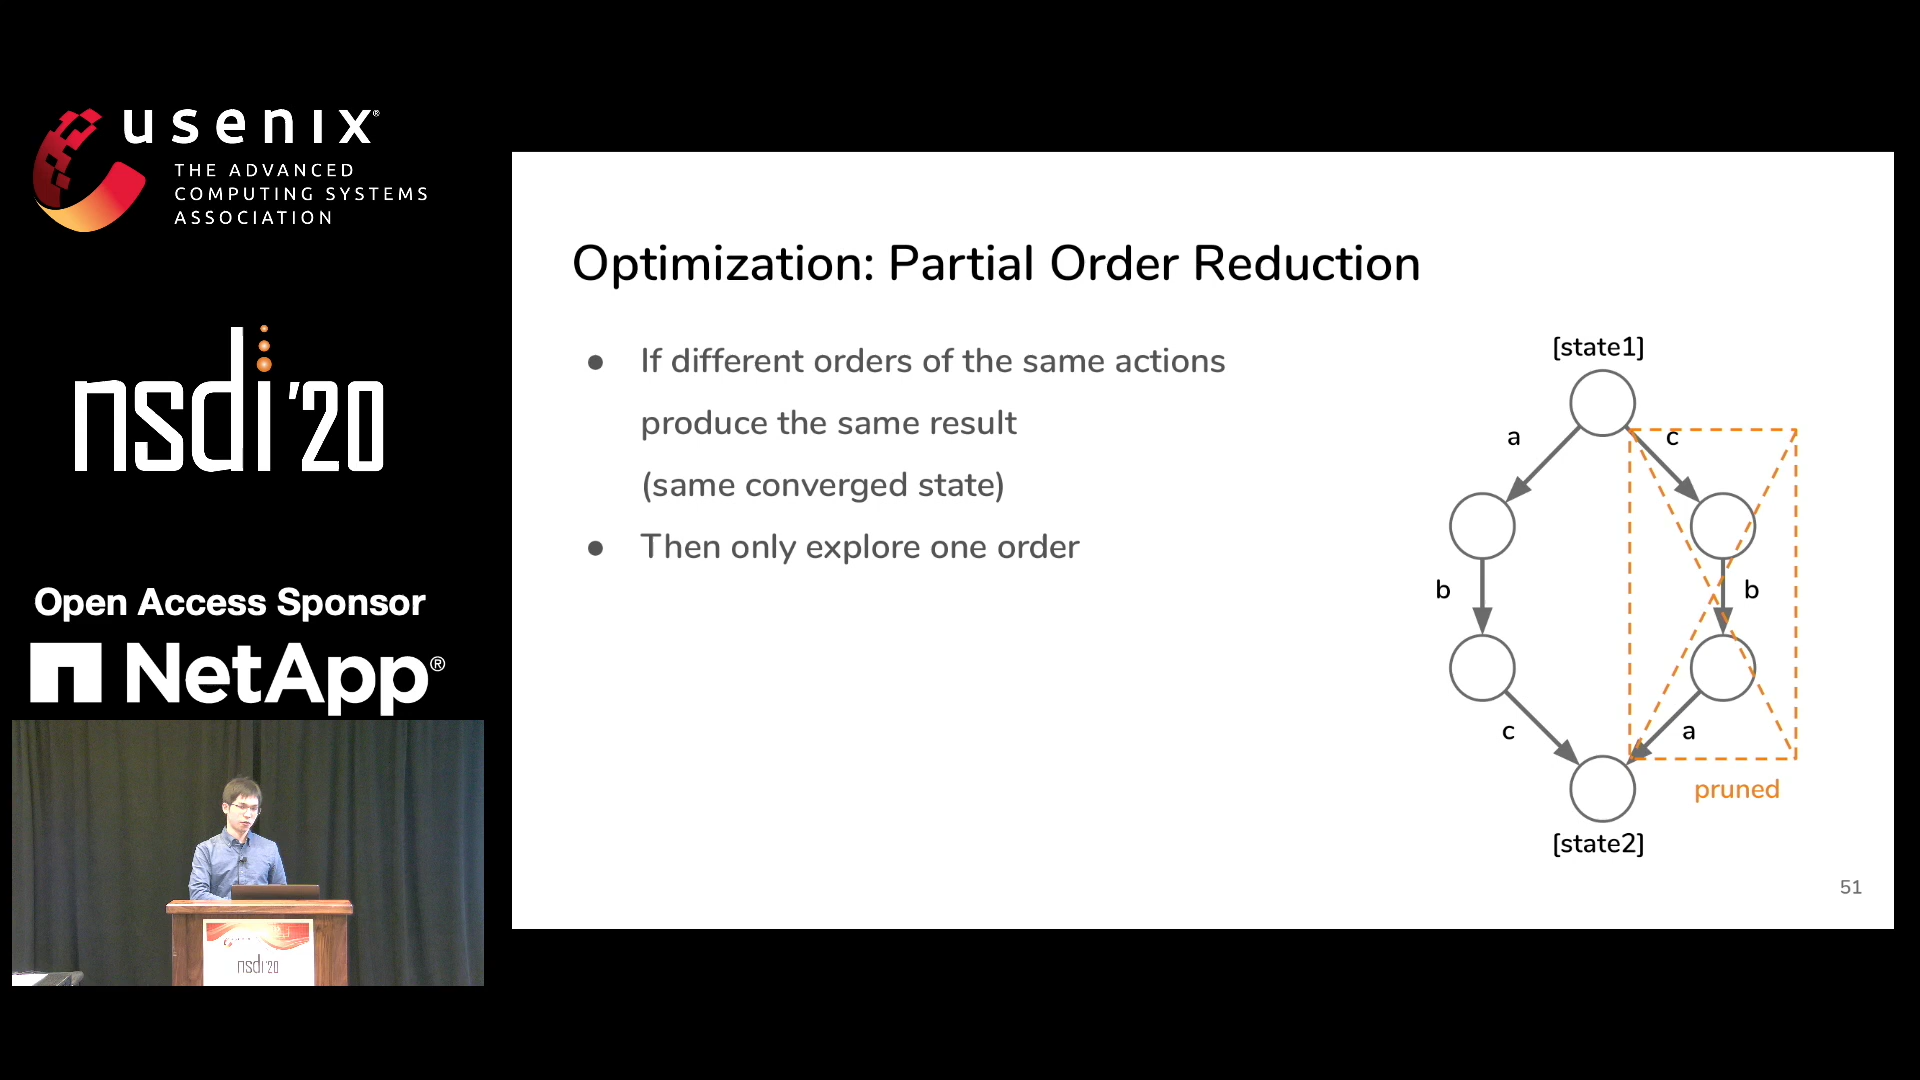 usenix®
THE ADVANCED
COMPUTING SYSTEMS
ASSOCIATION
nsdi '20
Open Access Sponsor
NetApp®
nsdi '20
Optimization: Partial Order Reduction
● If different orders of the same actions
produce the same result
(same converged state)
● Then only explore one order
[state1]
a
c
b
b
c
a
pruned
[state2]
51